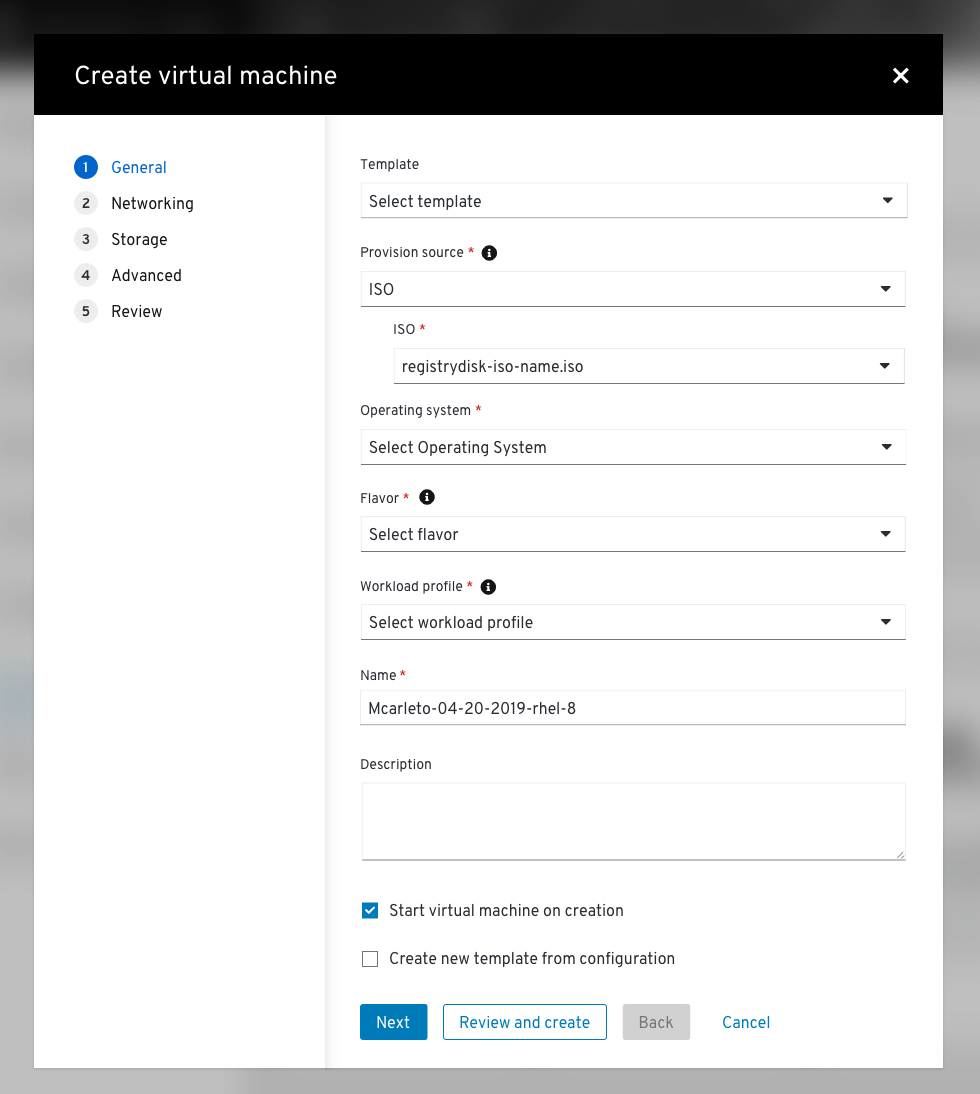 Create virtual machine
1 General
2 Networking
3 Storage
4 Advanced
5 Review
Template
Select template
Provision source *
ISO
ISO *
registrydisk-iso-name.iso
Operating system *
Select Operating System
Flavor *
Select flavor
Workload profile *
Select workload profile
Name *
Mcarleto-04-20-2019-rhel-8
Description
Start virtual machine on creation
Create new template from configuration
Next Review and create Back Cancel